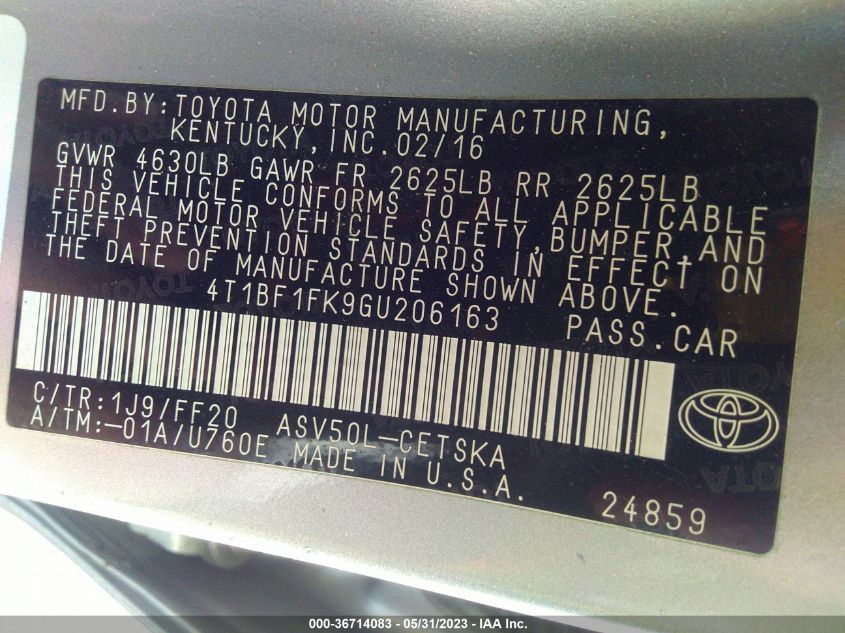 MFD.BY:TOYOTA MOTOR MANUFACTURING,
KENTUCKY,INC.02/16
GVWR 4630LB GAWR FR 2625LB RR 2625LB
THIS VEHICLE CONFORMS TO ALL APPLICABLE
FEDERAL MOTOR VEHICLE SAFETY,BUMPER,AND
THEFT PREVENTION STANDARDS IN EFFECT ON
THE DATE OF MANUFACTURE SHOWN ABOVE.
4T1BF1FK9GU206163 PASS.CAR
C/TR:1J9/FF20 ASV50L-CETSKA
A/TM:-01A/U760E MADE IN U.S.A.
24859
TOYOTA
000-36714083 - 05/31/2023 - IAA Inc.